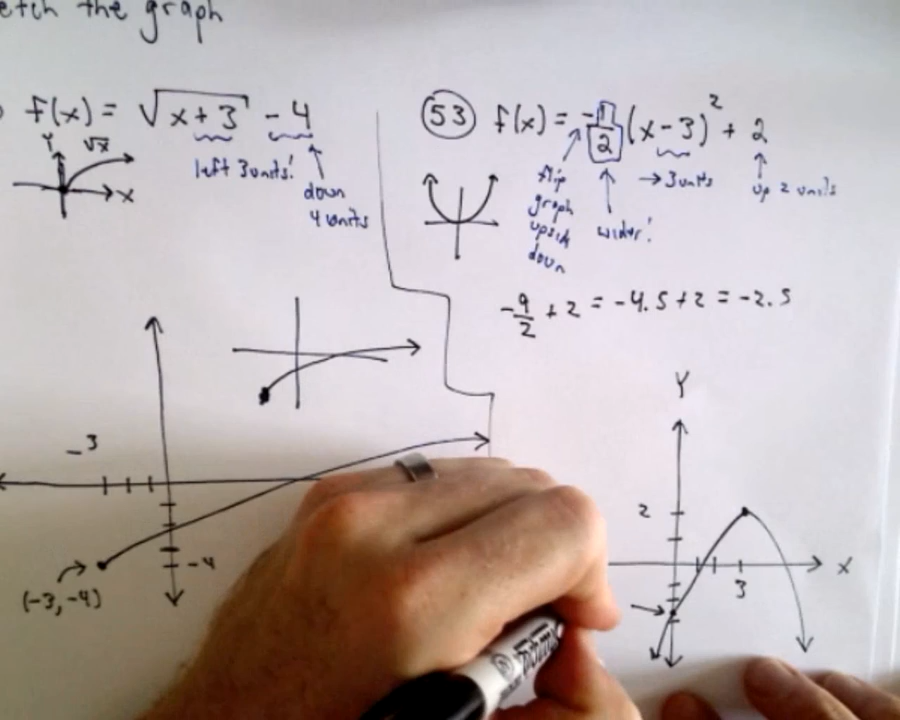 etch the graph
f(x) = √x+3 - 4
left 3 units!
down
4 units
Y
√x
X
-3
-4
(-3, -4)
53 f(x) = -1/2 (x-3)² + 2
flip
graph
upside
down
wider!
→ 3 units
up 2 units
-9/2 + 2 = -4.5 + 2 = -2.5
Y
2
3
X